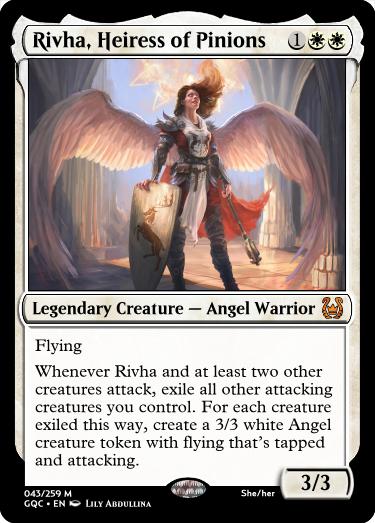 Rivha, Heiress of Pinions 1
Legendary Creature — Angel Warrior
Flying
Whenever Rivha and at least two other
creatures attack, exile all other attacking
creatures you control. For each creature
exiled this way, create a 3/3 white Angel
creature token with flying that's tapped
and attacking.
3/3
043/259 M
GQC • EN Lily Abdullina
She/her